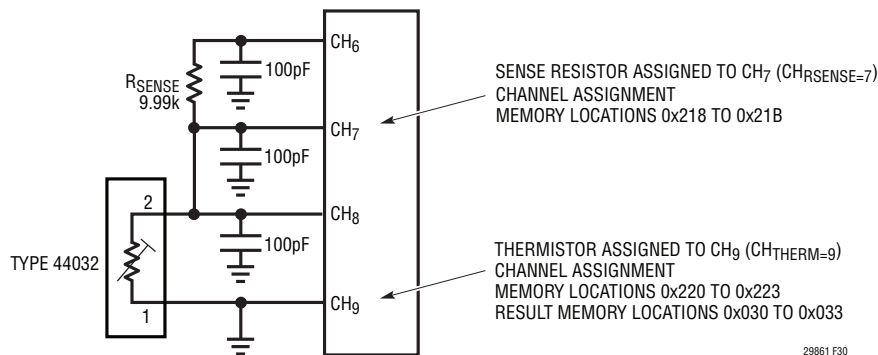 CH6
100pF
RSENSE
9.99k
SENSE RESISTOR ASSIGNED TO CH7 (CHRSENSE=7)
CHANNEL ASSIGNMENT
MEMORY LOCATIONS 0x218 TO 0x21B
CH7
100pF
2
CH8
100pF
TYPE 44032
THERMISTOR ASSIGNED TO CH9 (CHTHERM=9)
CHANNEL ASSIGNMENT
MEMORY LOCATIONS 0x220 TO 0x223
RESULT MEMORY LOCATIONS 0x030 TO 0x033
1
CH9
29861 F30